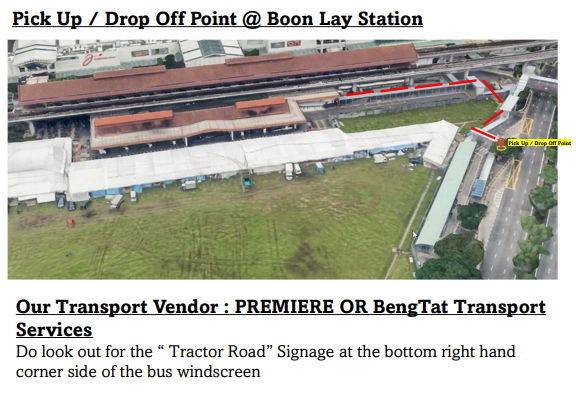 Pick Up / Drop Off Point @ Boon Lay Station
Pick Up / Drop Off Point
Our Transport Vendor : PREMIERE OR BengTat Transport
Services
Do look out for the “ Tractor Road” Signage at the bottom right hand
corner side of the bus windscreen